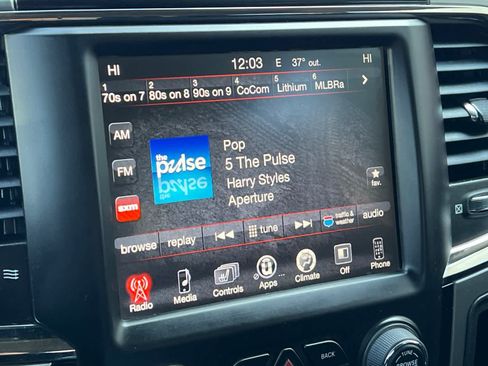 HI 12:03 E 37° out. HI
1 2 3 4 5 6
70s on 7 80s on 8 90s on 9 CoCom Lithium MLBRa
AM
Pop
the pulse
5 The Pulse
FM
Harry Styles
fav.
Aperture
sxm
browse replay tune traffic & weather audio
Radio Media Controls Apps Climate Off Phone
BACK
TUNE
BROWSE